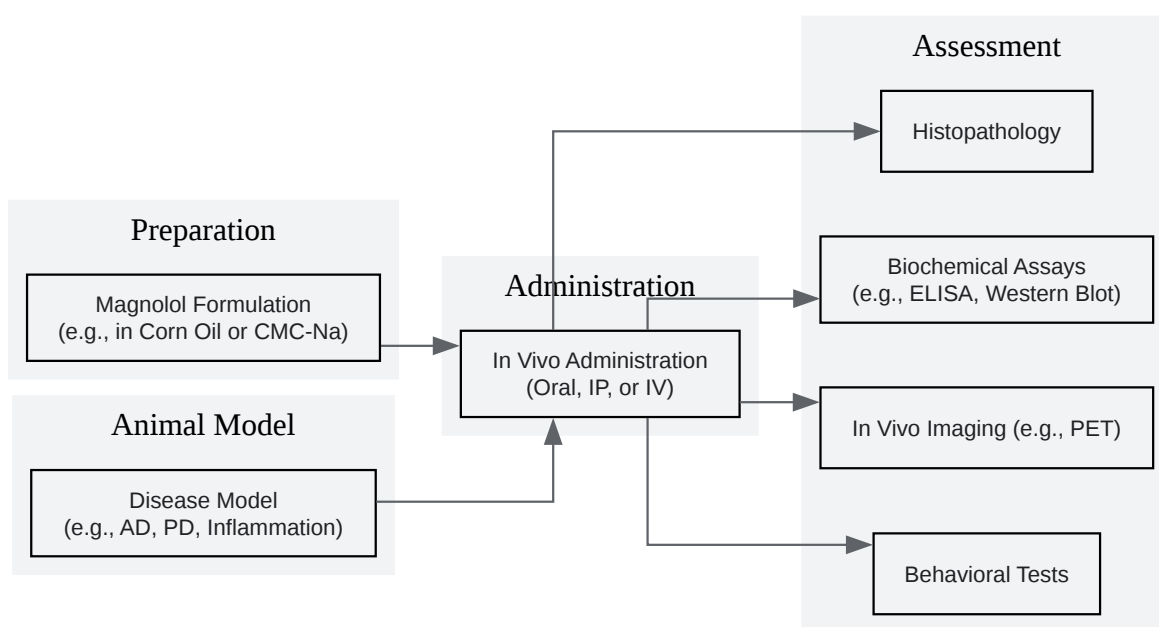 Preparation
Magnolol Formulation
(e.g., in Corn Oil or CMC-Na)
Animal Model
Disease Model
(e.g., AD, PD, Inflammation)
Administration
In Vivo Administration
(Oral, IP, or IV)
Assessment
Histopathology
Biochemical Assays
(e.g., ELISA, Western Blot)
In Vivo Imaging (e.g., PET)
Behavioral Tests